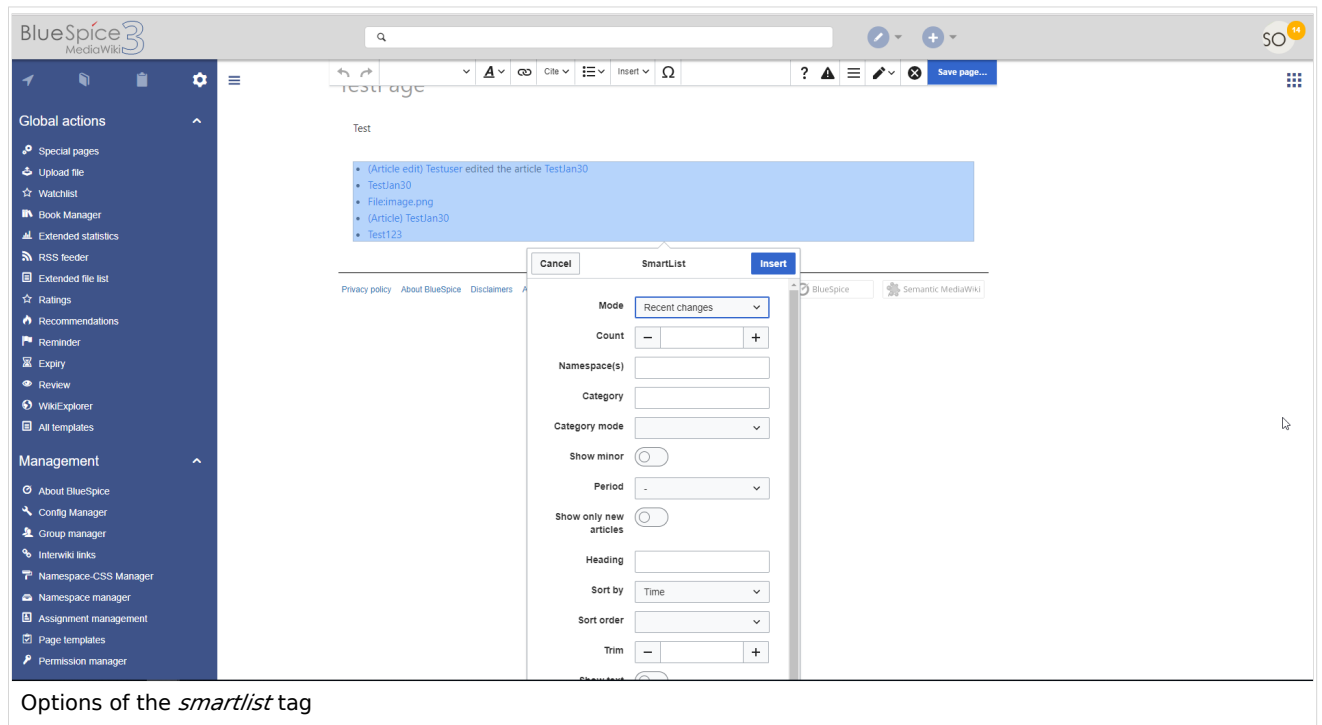 BlueSpice 3
MediaWiki
SO
14
Cite
Insert
Ω
?
Save page...
TestPage
Global actions
Special pages
Upload file
Watchlist
Book Manager
Extended statistics
RSS feeder
Extended file list
Ratings
Recommendations
Reminder
Expiry
Review
WikiExplorer
All templates
Management
About BlueSpice
Config Manager
Group manager
Interwiki links
Namespace-CSS Manager
Namespace manager
Assignment management
Page templates
Permission manager
Test
(Article edit) Testuser edited the article TestJan30
TestJan30
File:image.png
(Article) TestJan30
Test123
Privacy policy About BlueSpice Disclaimers
BlueSpice
Semantic MediaWiki
Cancel SmartList Insert
Mode Recent changes
Count
Namespace(s)
Category
Category mode
Show minor
Period -
Show only new
articles
Heading
Sort by Time
Sort order
Trim
Show text
Options of the smartlist tag